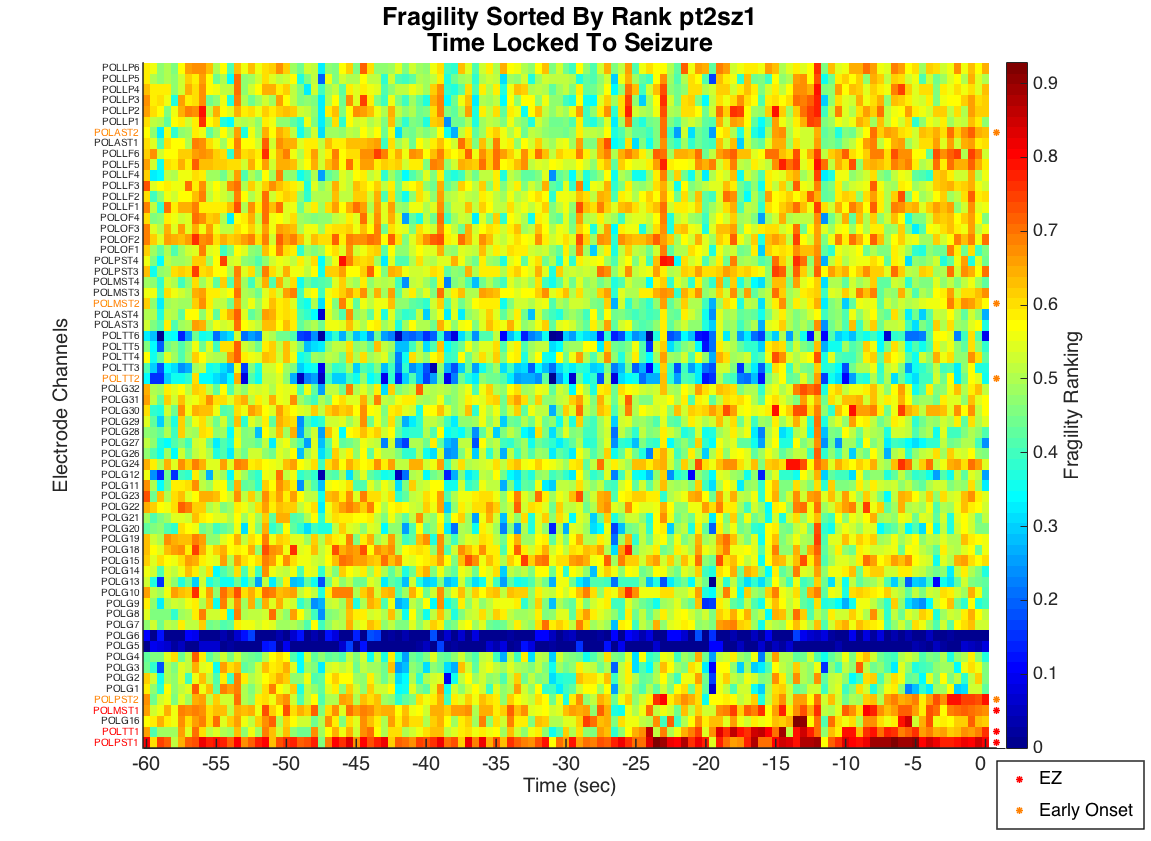 Fragility Sorted By Rank pt2sz1
Time Locked To Seizure
Electrode Channels
POLLP6
POLLP5
POLLP4
POLLP3
POLLP2
POLLP1
POLAST2
POLAST1
POLLF6
POLLF5
POLLF4
POLLF3
POLLF2
POLLF1
POLOF4
POLOF3
POLOF2
POLOF1
POLPST4
POLPST3
POLMST4
POLMST3
POLMST2
POLAST4
POLAST3
POLTT6
POLTT5
POLTT4
POLTT3
POLTT2
POLG32
POLG31
POLG30
POLG29
POLG28
POLG27
POLG26
POLG24
POLG12
POLG11
POLG23
POLG22
POLG21
POLG20
POLG19
POLG18
POLG15
POLG14
POLG13
POLG10
POLG9
POLG8
POLG7
POLG6
POLG5
POLG4
POLG3
POLG2
POLG1
POLPST2
POLMST1
POLG16
POLTT1
POLPST1
-60 -55 -50 -45 -40 -35 -30 -25 -20 -15 -10 -5 0
Time (sec)
0.9
0.8
0.7
0.6
0.5
0.4
0.3
0.2
0.1
0
Fragility Ranking
EZ
Early Onset